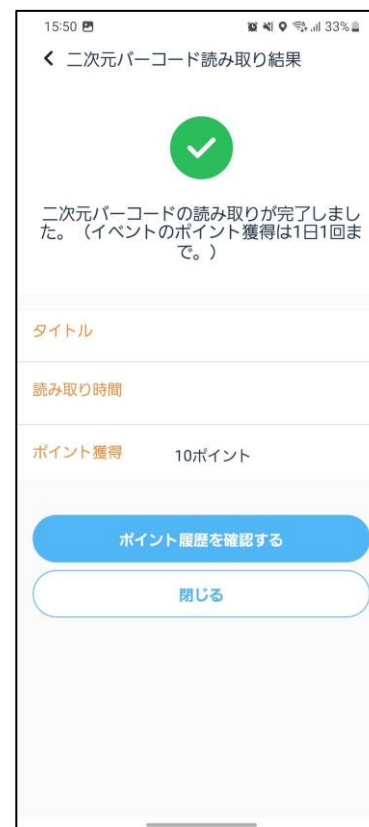 15:50 33%
二次元バーコード読み取り結果
二次元バーコードの読み取りが完了しまし
た。（イベントのポイント獲得は1日1回ま
で。）
タイトル
読み取り時間
ポイント獲得 10ポイント
ポイント履歴を確認する
閉じる